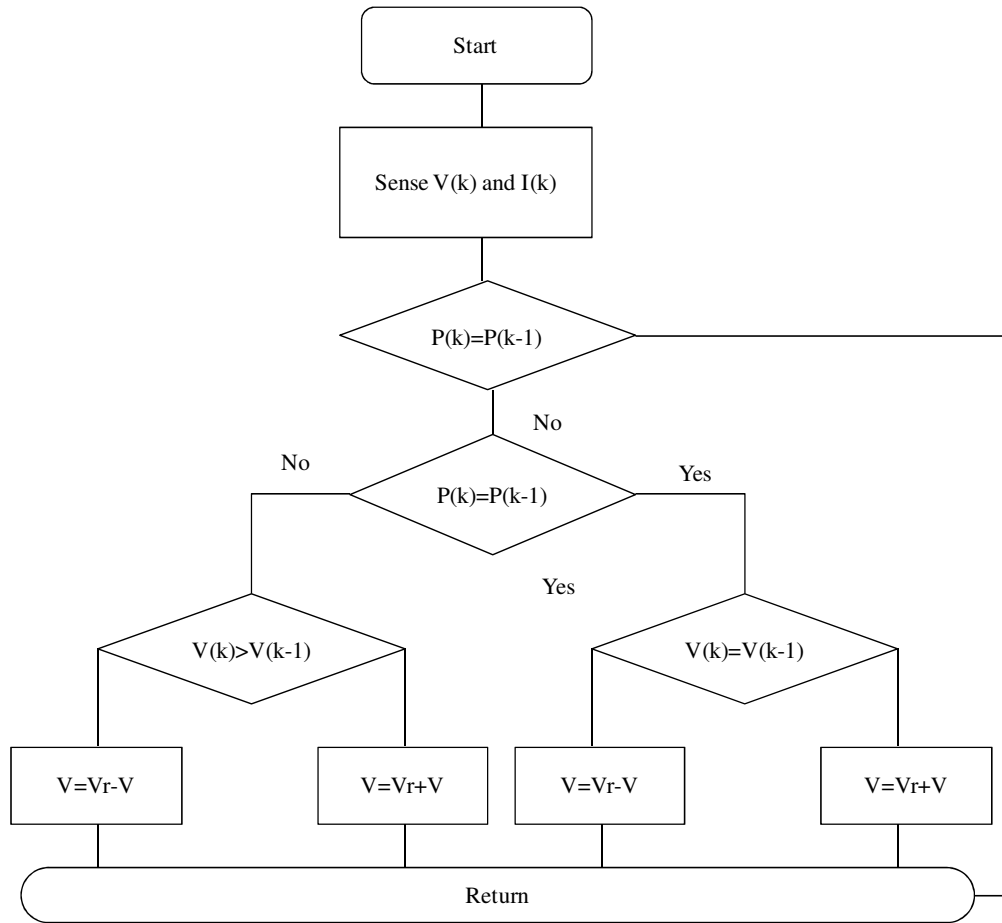 Start
Sense V(k) and I(k)
P(k)=P(k-1)
No
No
P(k)=P(k-1)
Yes
Yes
V(k)>V(k-1)
V(k)=V(k-1)
V=Vr-V
V=Vr+V
V=Vr-V
V=Vr+V
Return